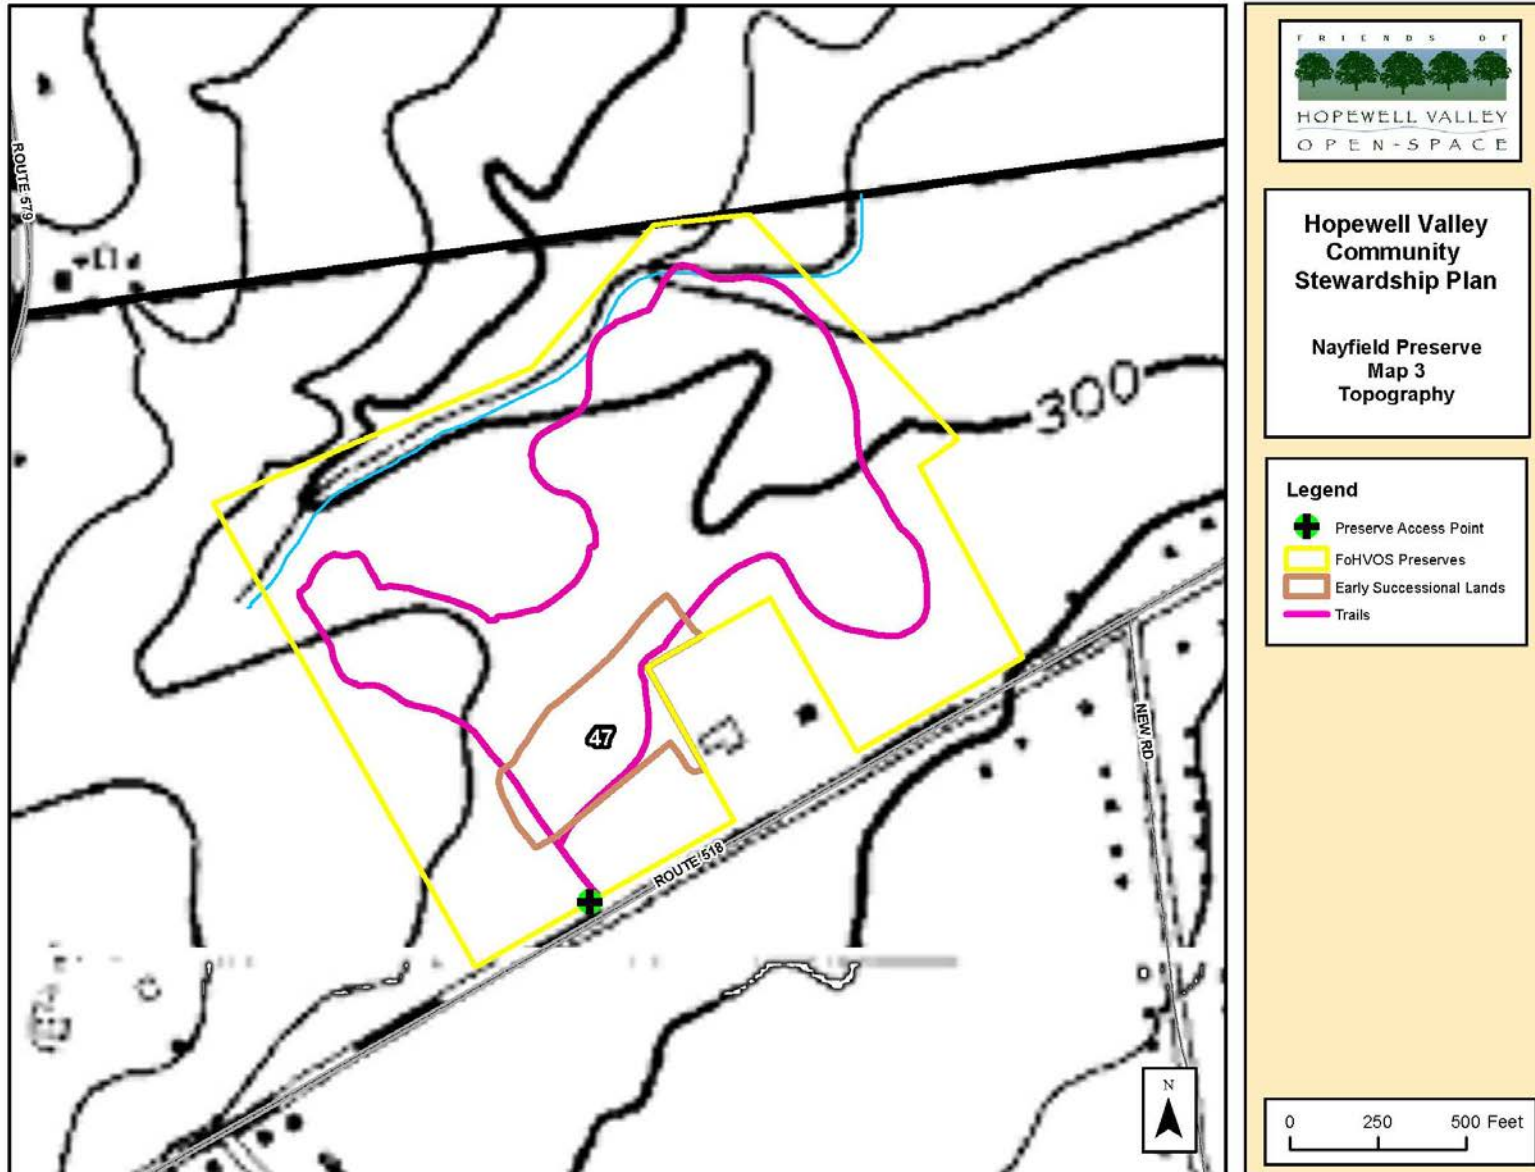 ROUTE 579
300
47
ROUTE 518
NEW RD
N
FRIENDS OF
HOPEWELL VALLEY
OPEN-SPACE
Hopewell Valley
Community
Stewardship Plan
Nayfield Preserve
Map 3
Topography
Legend
Preserve Access Point
FoHVOS Preserves
Early Successional Lands
Trails
0 250 500 Feet